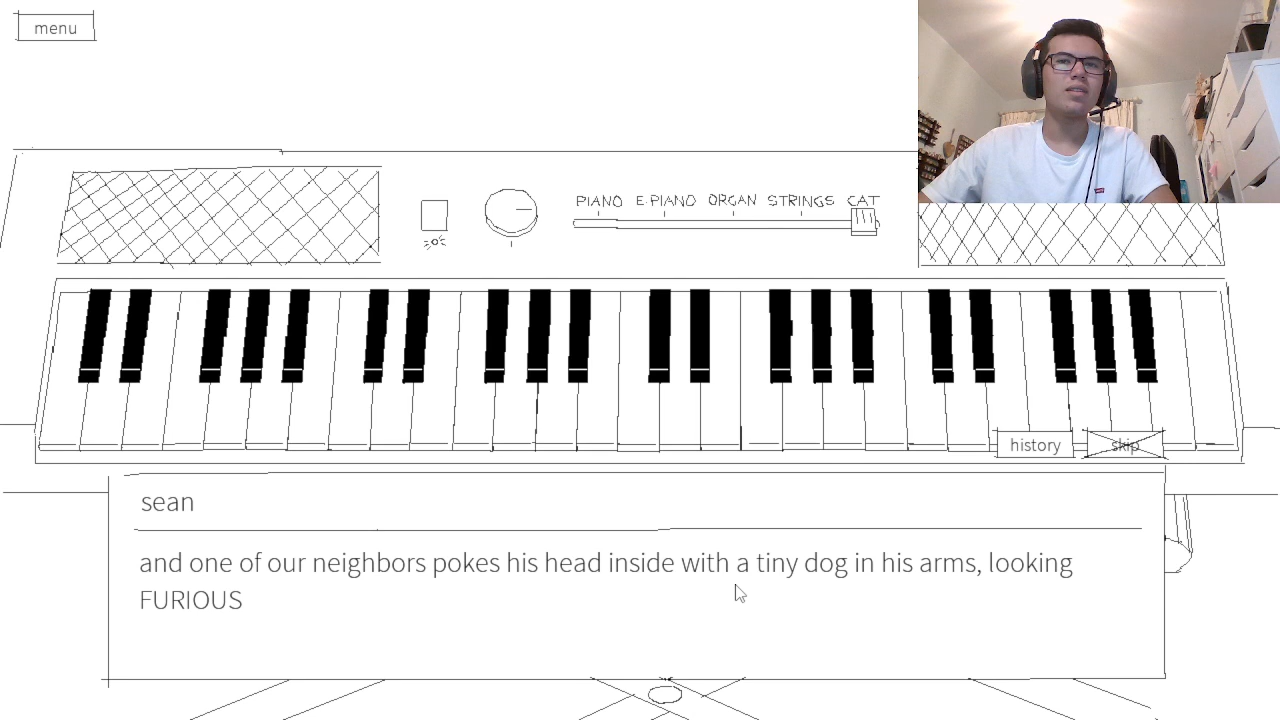 menu
PIANO E.PIANO ORGAN STRINGS CAT
history
skip
sean
and one of our neighbors pokes his head inside with a tiny dog in his arms, looking
FURIOUS